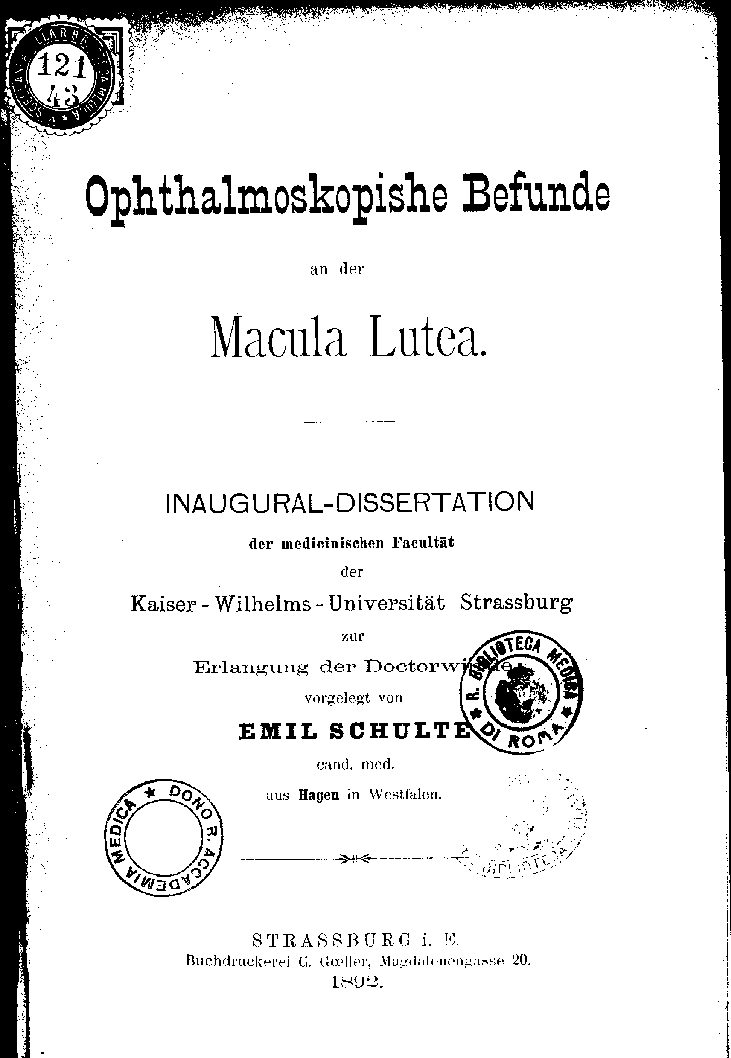 121
43
Ophthalmoskopishe Befunde
an der
Macula Lutea.
INAUGURAL-DISSERTATION
der medicinischen Facultät
der
Kaiser-Wilhelms-Universität Strassburg
zur
Erlangung der Doctorwürde
vorgelegt von
EMIL SCHULTE
cand. med.
aus Hagen in Westfalen.
R. BIBLIOTECA MEDICA
DI ROMA
DONO R. ACCADEMIA MEDICA
STRASSBURG i. E.
Buchdruckerei C. Gœller, Magdalenengasse 20.
1892.